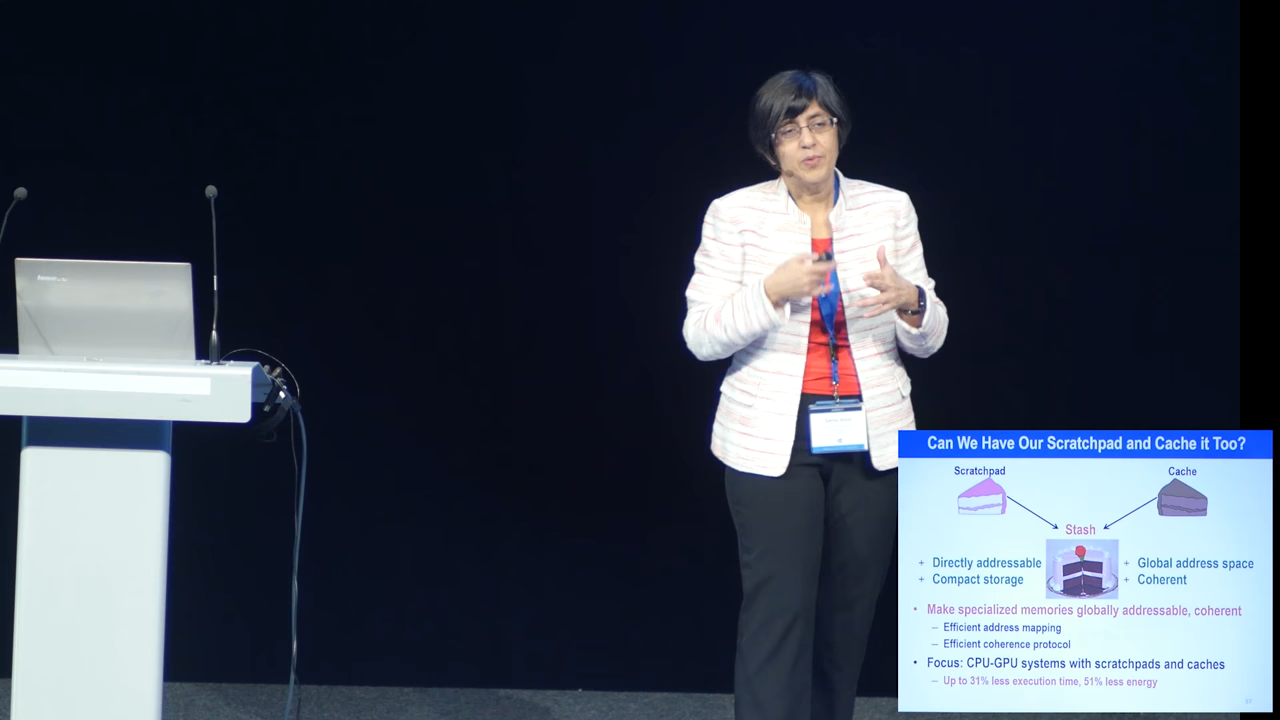 Can We Have Our Scratchpad and Cache it Too?
Scratchpad
Cache
Stash
+ Directly addressable
+ Compact storage
+ Global address space
+ Coherent
• Make specialized memories globally addressable, coherent
– Efficient address mapping
– Efficient coherence protocol
• Focus: CPU-GPU systems with scratchpads and caches
– Up to 31% less execution time, 51% less energy